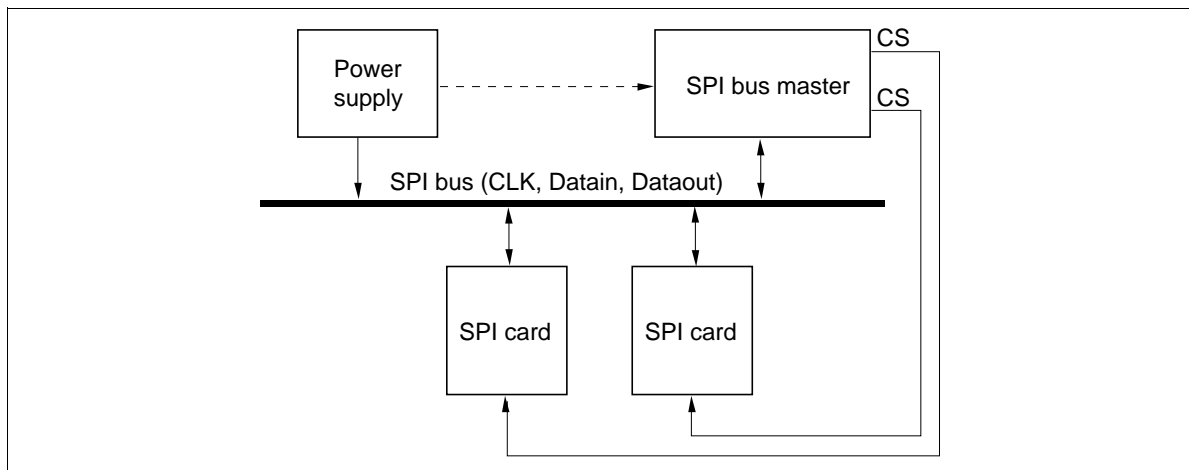 Power
supply
SPI bus master
CS
CS
SPI bus (CLK, Datain, Dataout)
SPI card
SPI card